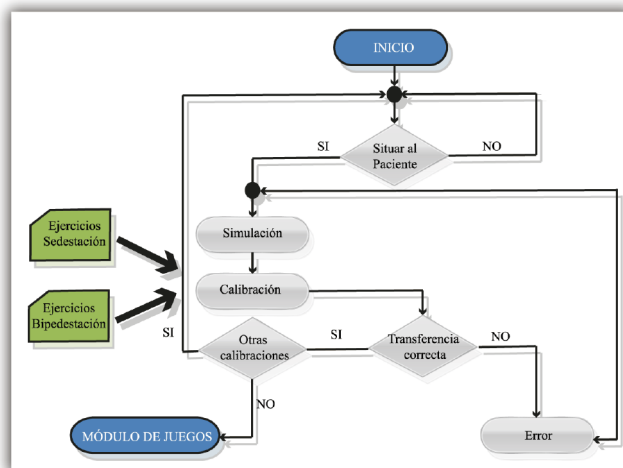 INICIO
SI
Situar al
Paciente
NO
Ejercicios
Sedestación
Simulación
Calibración
Ejercicios
Bipedestación
SI
Otras
calibraciones
SI
Transferencia
correcta
NO
NO
MÓDULO DE JUEGOS
Error